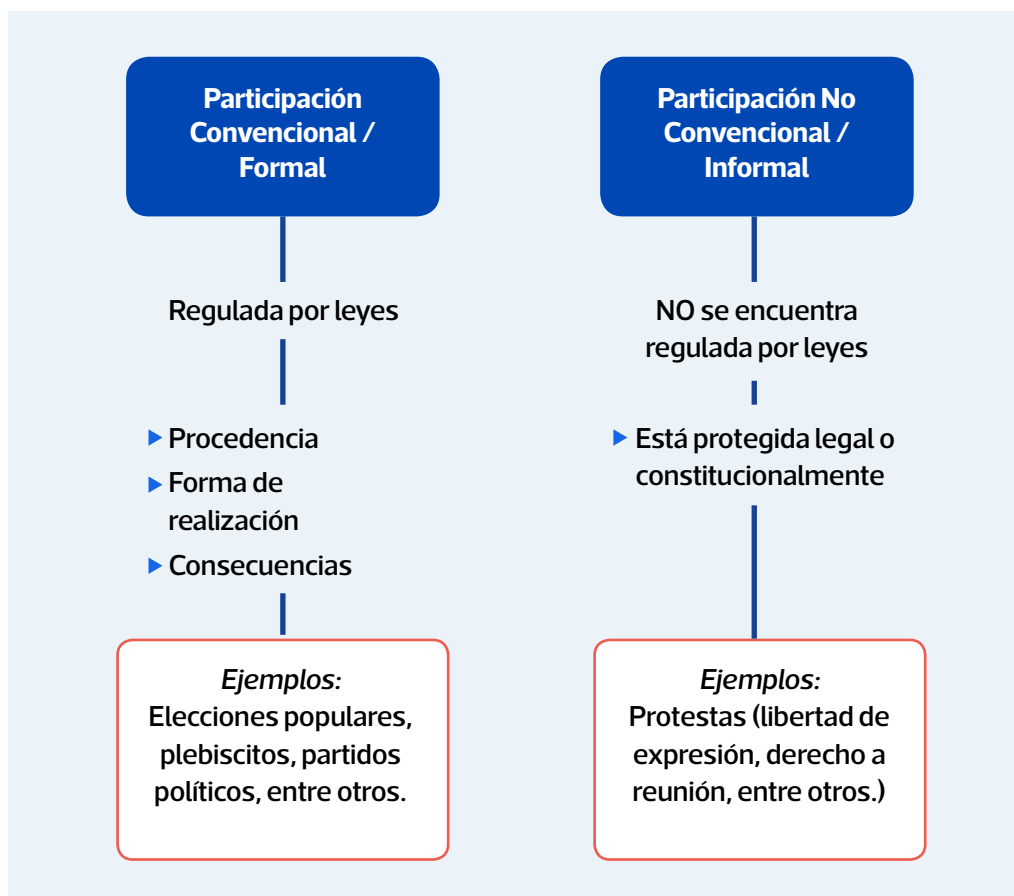 Participación
Convencional /
Formal
Regulada por leyes
Procedencia
Forma de
realización
Consecuencias
Ejemplos:
Elecciones populares,
plebiscitos, partidos
políticos, entre otros.
Participación No
Convencional /
Informal
NO se encuentra
regulada por leyes
Está protegida legal o
constitucionalmente
Ejemplos:
Protestas (libertad de
expresión, derecho a
reunión, entre otros.)